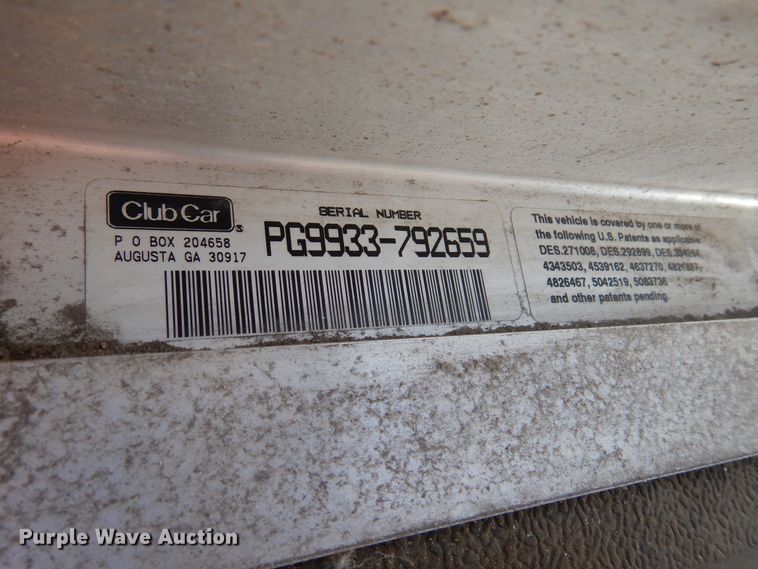 Club Car
P O BOX 204658
AUGUSTA GA 30917
SERIAL NUMBER
PG9933-792659
This vehicle is covered by one or more of
the following U.S. Patents as applicable
DES.271008, DES.292899, DES.
4343503, 4539162, 4637270,
4826467, 5042519, 5083736
and other patents pending.
Purple Wave Auction